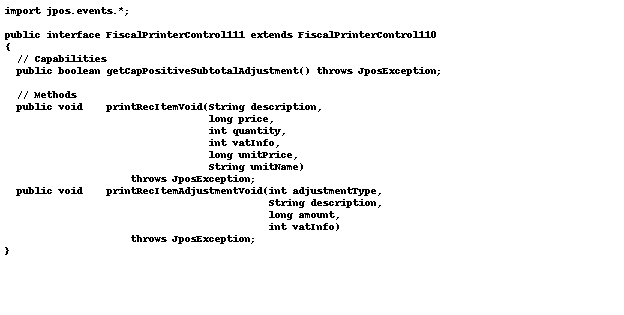 import jpos.events.*;

public interface FiscalPrinterControl111 extends FiscalPrinterControl110
{
  // Capabilities
  public boolean getCapPositiveSubtotalAdjustment() throws JposException;

  // Methods
  public void    printRecItemVoid(String description,
                                  long price,
                                  int quantity,
                                  int vatInfo,
                                  long unitPrice,
                                  String unitName)
                     throws JposException;
  public void    printRecItemAdjustmentVoid(int adjustmentType,
                                            String description,
                                            long amount,
                                            int vatInfo)
                     throws JposException;
}